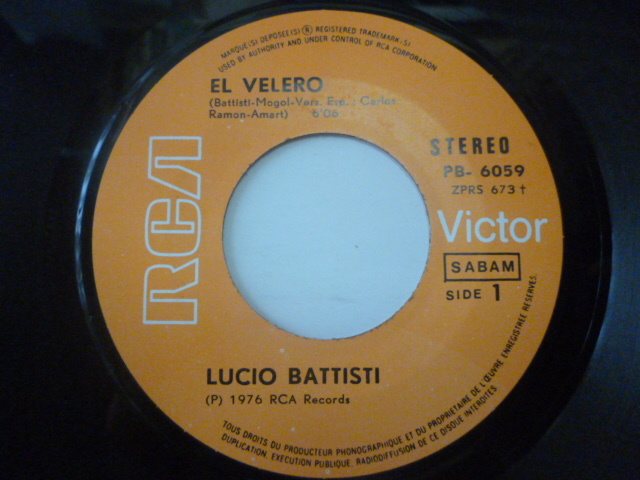 MARQUE(S) DEPOSEE(S) ® REGISTERED TRADEMARK(S)
USED BY AUTHORITY AND UNDER CONTROL OF RCA CORPORATION
EL VELERO
(Battisti-Mogol-Vers. Esp.: Carlos
Ramon-Amart) 6'06
STEREO
PB- 6059
ZPRS 673 †
RCA
Victor
SABAM
SIDE 1
LUCIO BATTISTI
(P) 1976 RCA Records
TOUS DROITS DU PRODUCTEUR PHONOGRAPHIQUE ET DU PROPRIETAIRE DE L'ŒUVRE ENREGISTREE RESERVES.
DUPLICATION, EXECUTION PUBLIQUE, RADIODIFFUSION DE CE DISQUE INTERDITES